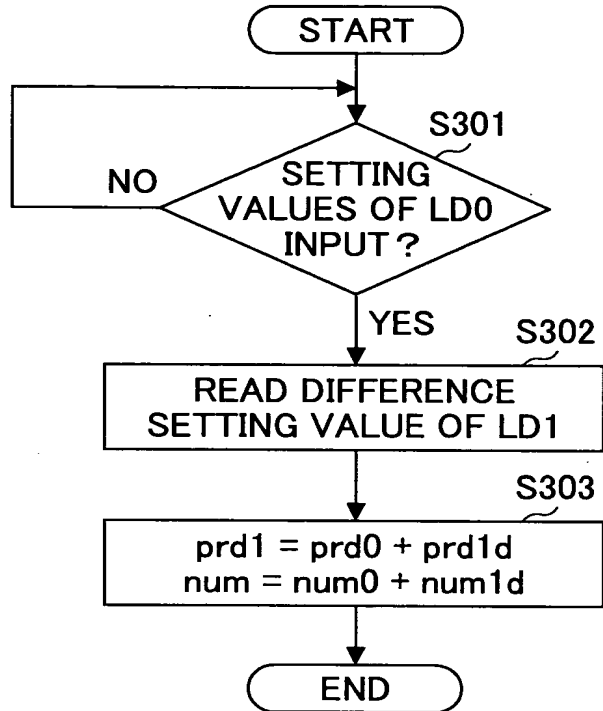 START
S301
SETTING
VALUES OF LD0
INPUT?
NO
YES
S302
READ DIFFERENCE
SETTING VALUE OF LD1
S303
prd1 = prd0 + prd1d
num = num0 + num1d
END